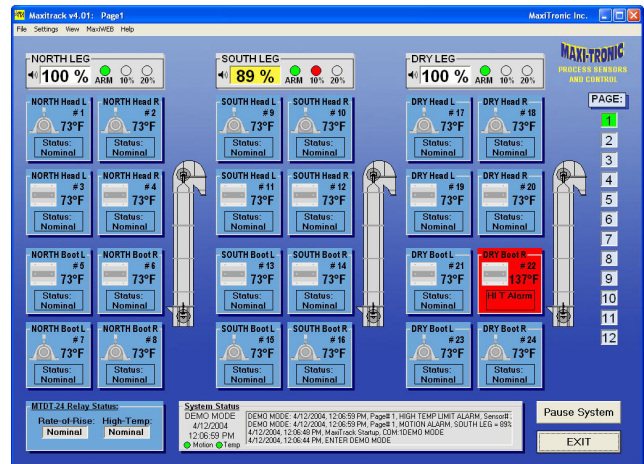 Maxitrack v4.01: Page1 MaxiTronic Inc.
File Settings View MaxiWEB Help
NORTH LEG
100 %
ARM 10% 20%
SOUTH LEG
89 %
ARM 10% 20%
DRY LEG
100 %
ARM 10% 20%
MAXI-TRONIC
PROCESS SENSORS
AND CONTROL
NORTH Head L
# 1
73°F
Status:
Nominal
NORTH Head R
# 2
73°F
Status:
Nominal
SOUTH Head L
# 9
73°F
Status:
Nominal
SOUTH Head R
# 10
73°F
Status:
Nominal
DRY Head L
# 17
73°F
Status:
Nominal
DRY Head R
# 18
73°F
Status:
Nominal
NORTH Head L
# 3
73°F
Status:
Nominal
NORTH Head R
# 4
73°F
Status:
Nominal
SOUTH Head L
# 11
73°F
Status:
Nominal
SOUTH Head R
# 12
73°F
Status:
Nominal
DRY Head L
# 19
73°F
Status:
Nominal
DRY Head R
# 20
73°F
Status:
Nominal
NORTH Boot L
# 5
73°F
Status:
Nominal
NORTH Boot R
# 6
73°F
Status:
Nominal
SOUTH Boot L
# 13
73°F
Status:
Nominal
SOUTH Boot R
# 14
73°F
Status:
Nominal
DRY Boot L
# 21
73°F
Status:
Nominal
DRY Boot R
# 22
137°F
Hi T Alarm
NORTH Boot L
# 7
73°F
Status:
Nominal
NORTH Boot R
# 8
73°F
Status:
Nominal
SOUTH Boot L
# 15
73°F
Status:
Nominal
SOUTH Boot R
# 16
73°F
Status:
Nominal
DRY Boot L
# 23
73°F
Status:
Nominal
DRY Boot R
# 24
73°F
Status:
Nominal
PAGE:
1
2
3
4
5
6
7
8
9
10
11
12
MTDT-24 Relay Status:
Rate-of-Rise: High-Temp:
Nominal Nominal
System Status
DEMO MODE
4/12/2004
12:06:59 PM
Motion Temp
DEMO MODE: 4/12/2004, 12:06:59 PM, Page# 1, HIGH TEMP LIMIT ALARM, Sensor#:
DEMO MODE: 4/12/2004, 12:06:59 PM, Page# 1, MOTION ALARM, SOUTH LEG = 89%
4/12/2004, 12:06:48 PM, MaxiTrack Startup, COM:1DEMO MODE
4/12/2004, 12:06:44 PM, ENTER DEMO MODE
Pause System
EXIT